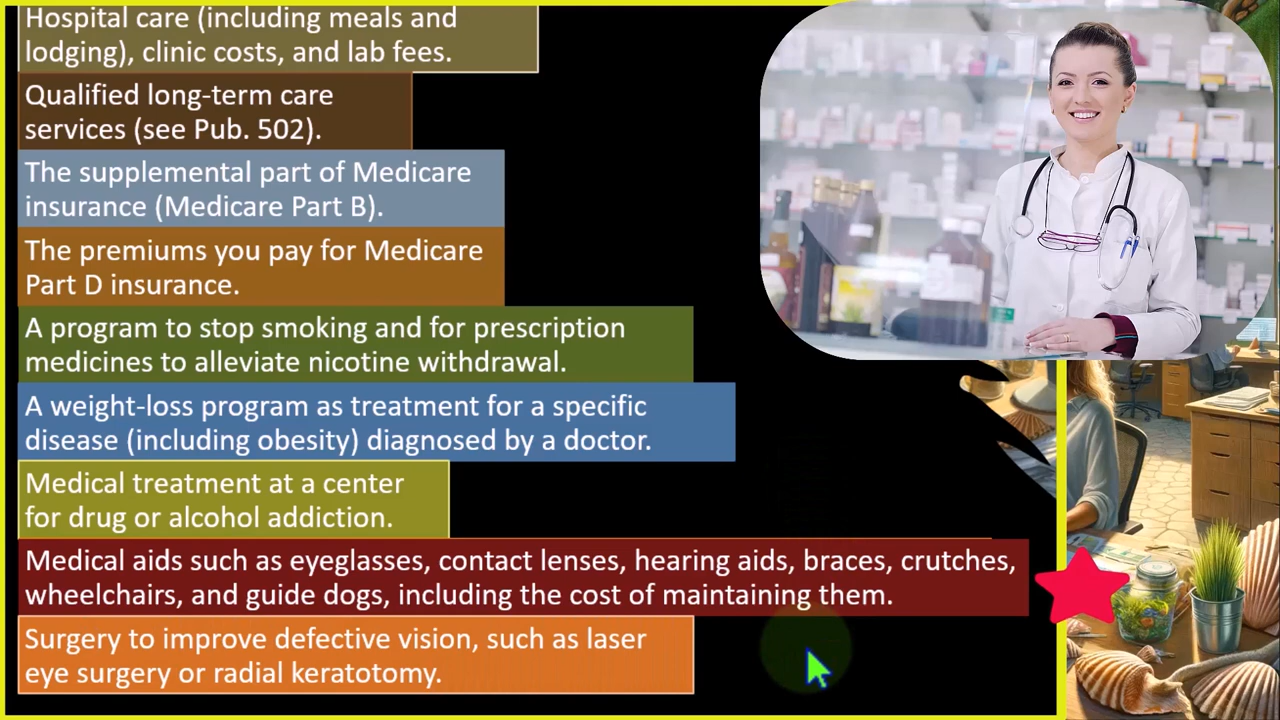 Hospital care (including meals and
lodging), clinic costs, and lab fees.
Qualified long-term care
services (see Pub. 502).
The supplemental part of Medicare
insurance (Medicare Part B).
The premiums you pay for Medicare
Part D insurance.
A program to stop smoking and for prescription
medicines to alleviate nicotine withdrawal.
A weight-loss program as treatment for a specific
disease (including obesity) diagnosed by a doctor.
Medical treatment at a center
for drug or alcohol addiction.
Medical aids such as eyeglasses, contact lenses, hearing aids, braces, crutches,
wheelchairs, and guide dogs, including the cost of maintaining them.
Surgery to improve defective vision, such as laser
eye surgery or radial keratotomy.